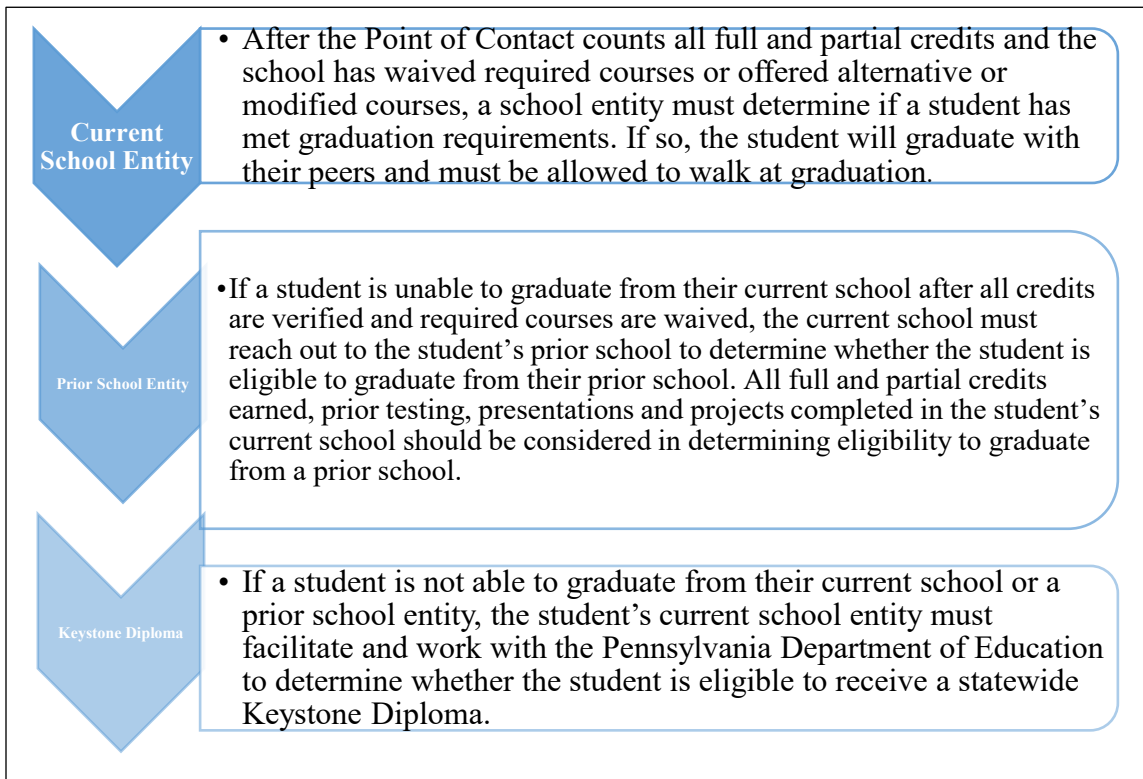 Current
School Entity
• After the Point of Contact counts all full and partial credits and the
school has waived required courses or offered alternative or
modified courses, a school entity must determine if a student has
met graduation requirements. If so, the student will graduate with
their peers and must be allowed to walk at graduation.
Prior School Entity
•If a student is unable to graduate from their current school after all credits
are verified and required courses are waived, the current school must
reach out to the student’s prior school to determine whether the student is
eligible to graduate from their prior school. All full and partial credits
earned, prior testing, presentations and projects completed in the student’s
current school should be considered in determining eligibility to graduate
from a prior school.
Keystone Diploma
• If a student is not able to graduate from their current school or a
prior school entity, the student’s current school entity must
facilitate and work with the Pennsylvania Department of Education
to determine whether the student is eligible to receive a statewide
Keystone Diploma.